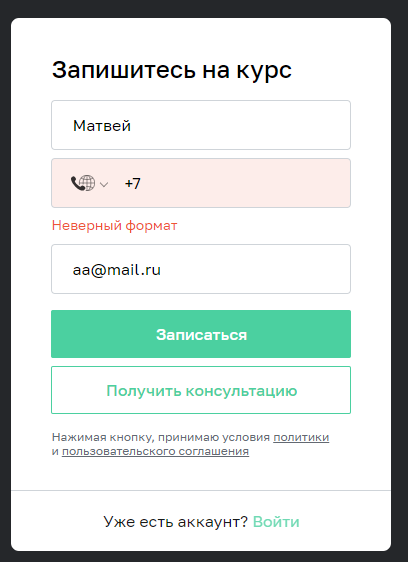 Запишитесь на курс
Матвей
+7
Неверный формат
aa@mail.ru
Записаться
Получить консультацию
Нажимая кнопку, принимаю условия политики
и пользовательского соглашения
Уже есть аккаунт? Войти